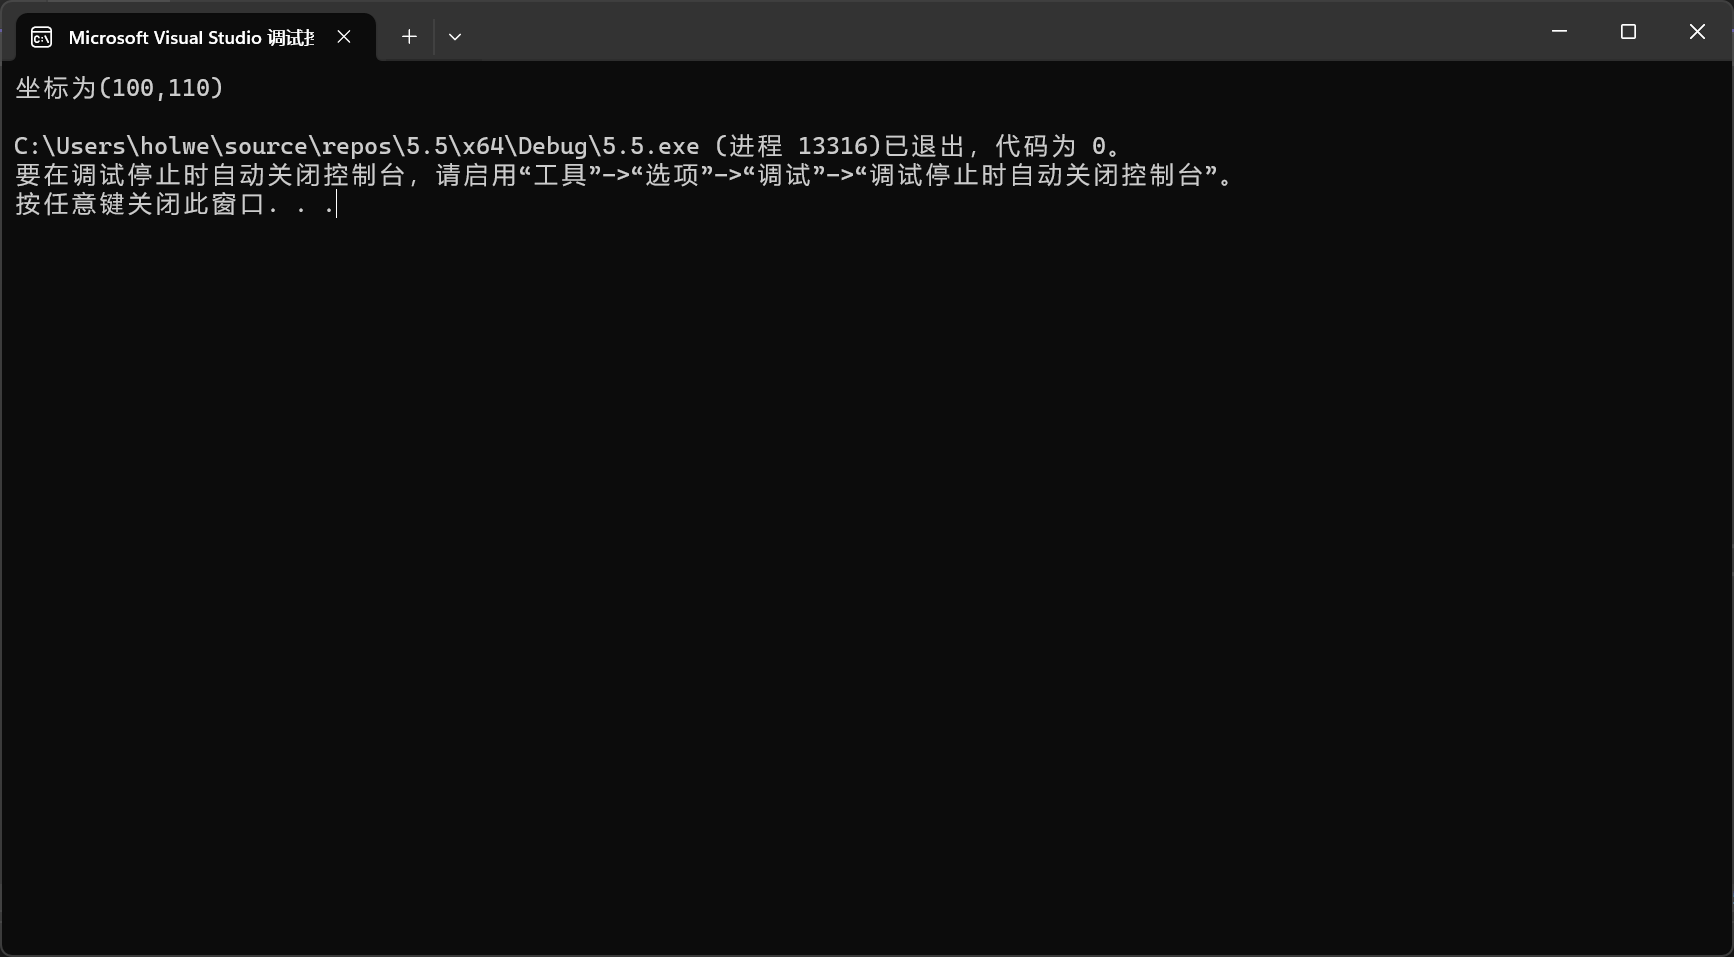 Microsoft Visual Studio 调试控
坐标为(100,110)
C:\Users\holwe\source\repos\5.5\x64\Debug\5.5.exe (进程 13316)已退出，代码为 0。
要在调试停止时自动关闭控制台，请启用“工具”->“选项”->“调试”->“调试停止时自动关闭控制台”。
按任意键关闭此窗口. . .